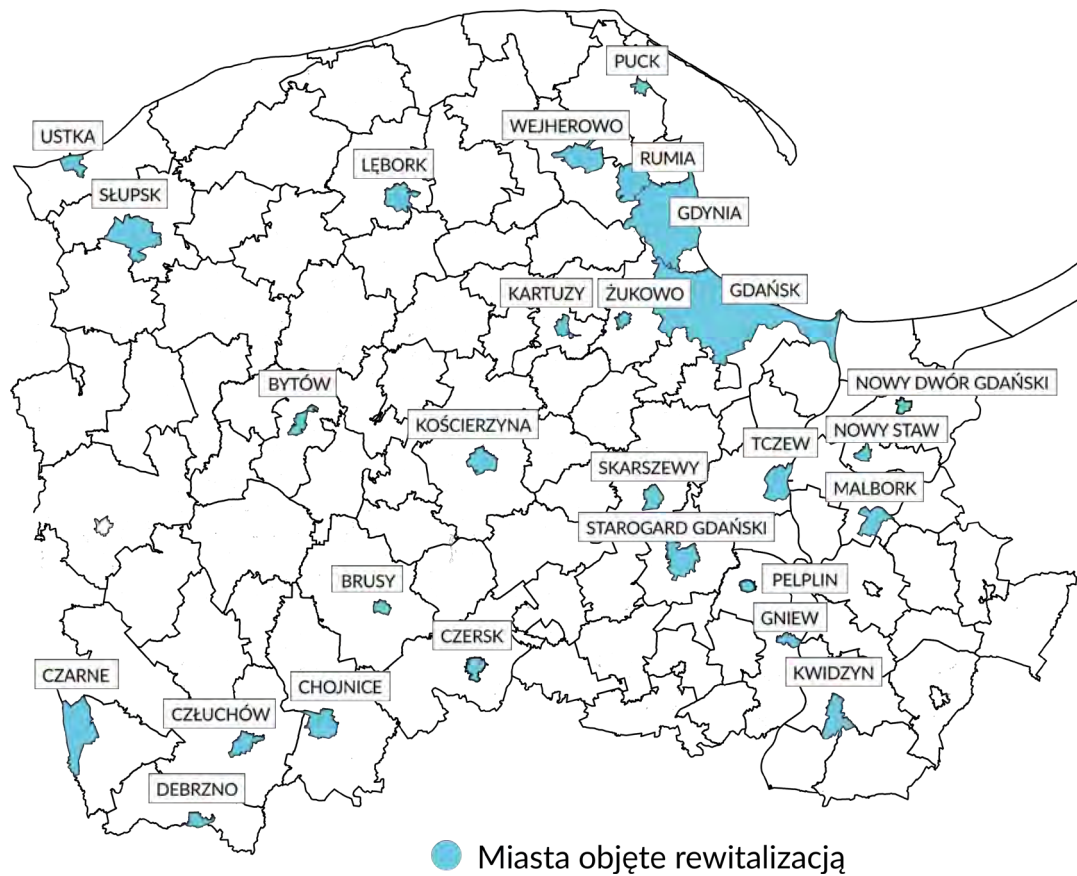 PUCK
WEJHEROWO
USTKA
RUMIA
LĘBORK
SŁUPSK
GDYNIA
KARTUZY
ŻUKOWO
GDAŃSK
BYTÓW
NOWY DWÓR GDAŃSKI
KOŚCIERZYNA
NOWY STAW
TCZEW
SKARSZEWY
MALBORK
STAROGARD GDAŃSKI
BRUSY
PELPLIN
GNIEW
CZERSK
CZARNE
KWIDZYN
CHOJNICE
CZŁUCHÓW
DEBRZNO
Miasta objęte rewitalizacją